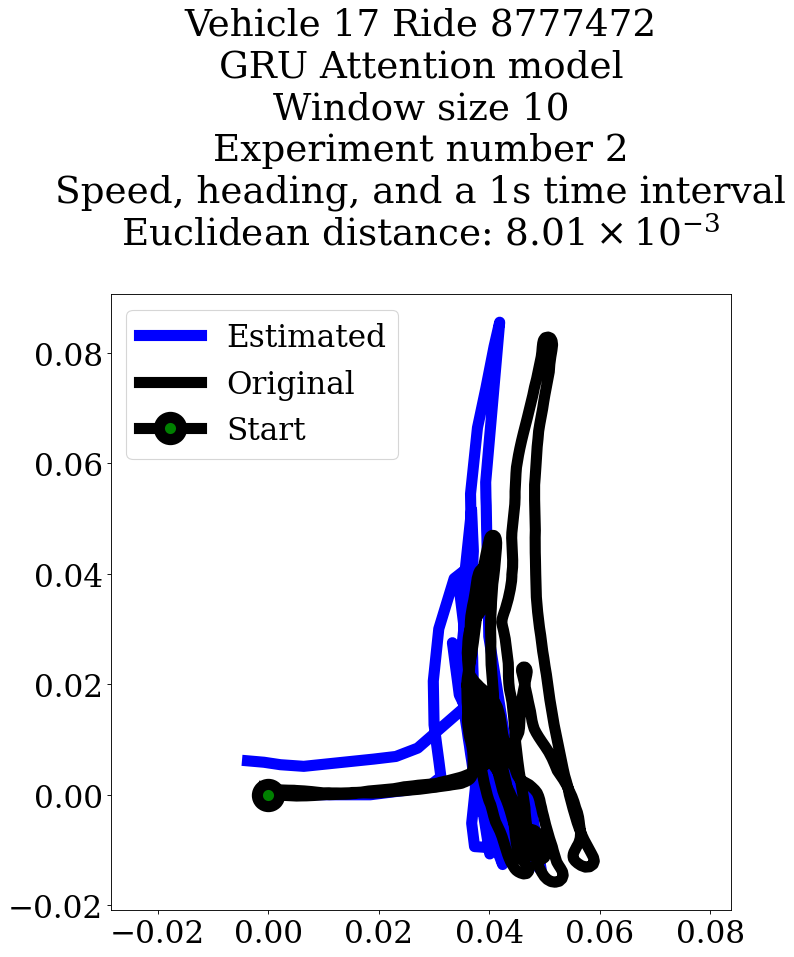 Vehicle 17 Ride 8777472
GRU Attention model
Window size 10
Experiment number 2
Speed, heading, and a 1s time interval
Euclidean distance: 8.01 × 10⁻³
Estimated
Original
Start
0.08
0.06
0.04
0.02
0.00
−0.02
−0.02 0.00 0.02 0.04 0.06 0.08